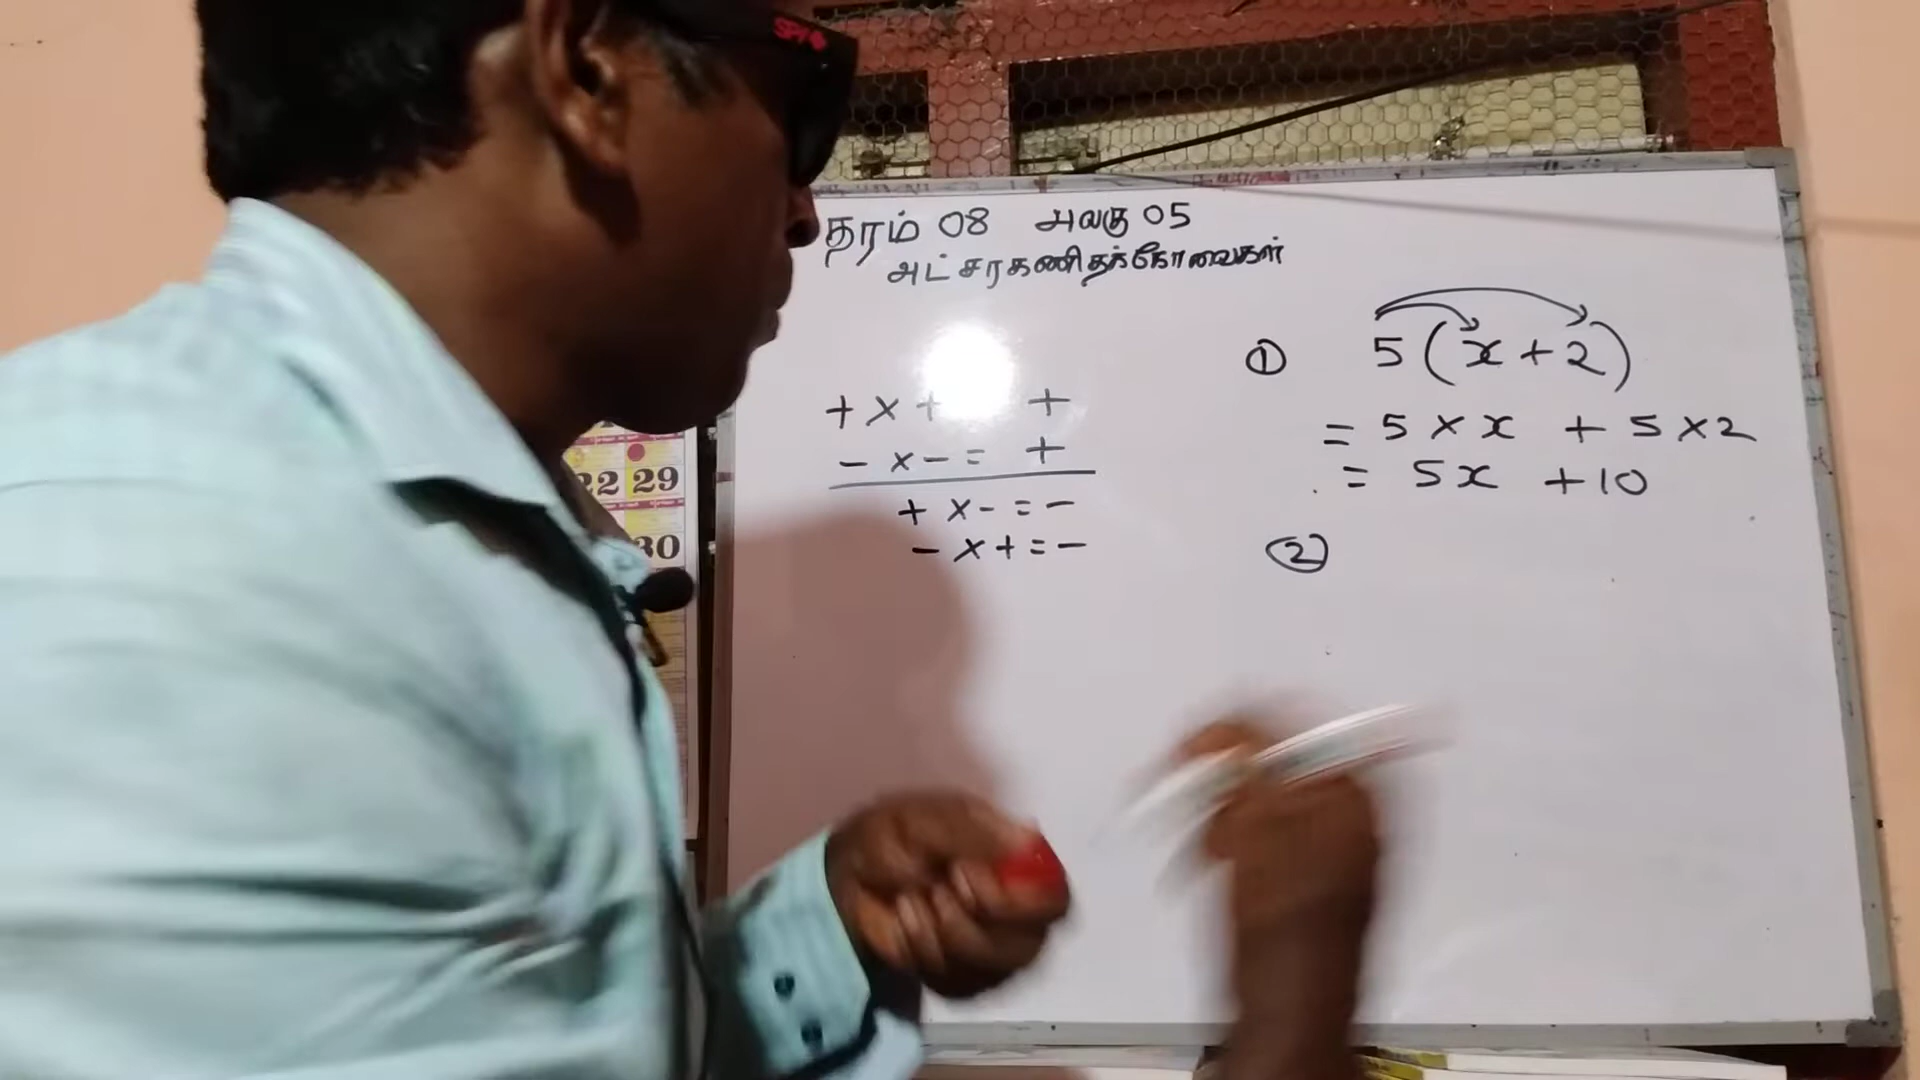 தரம் 08 அலகு 05
அட்சரகணிதக்கோவைகள்
+ × + +
- × - = +
+ × - = -
- × + = -
① 5(x+2)
= 5 × x + 5 × 2
= 5x + 10
②
22 29
30